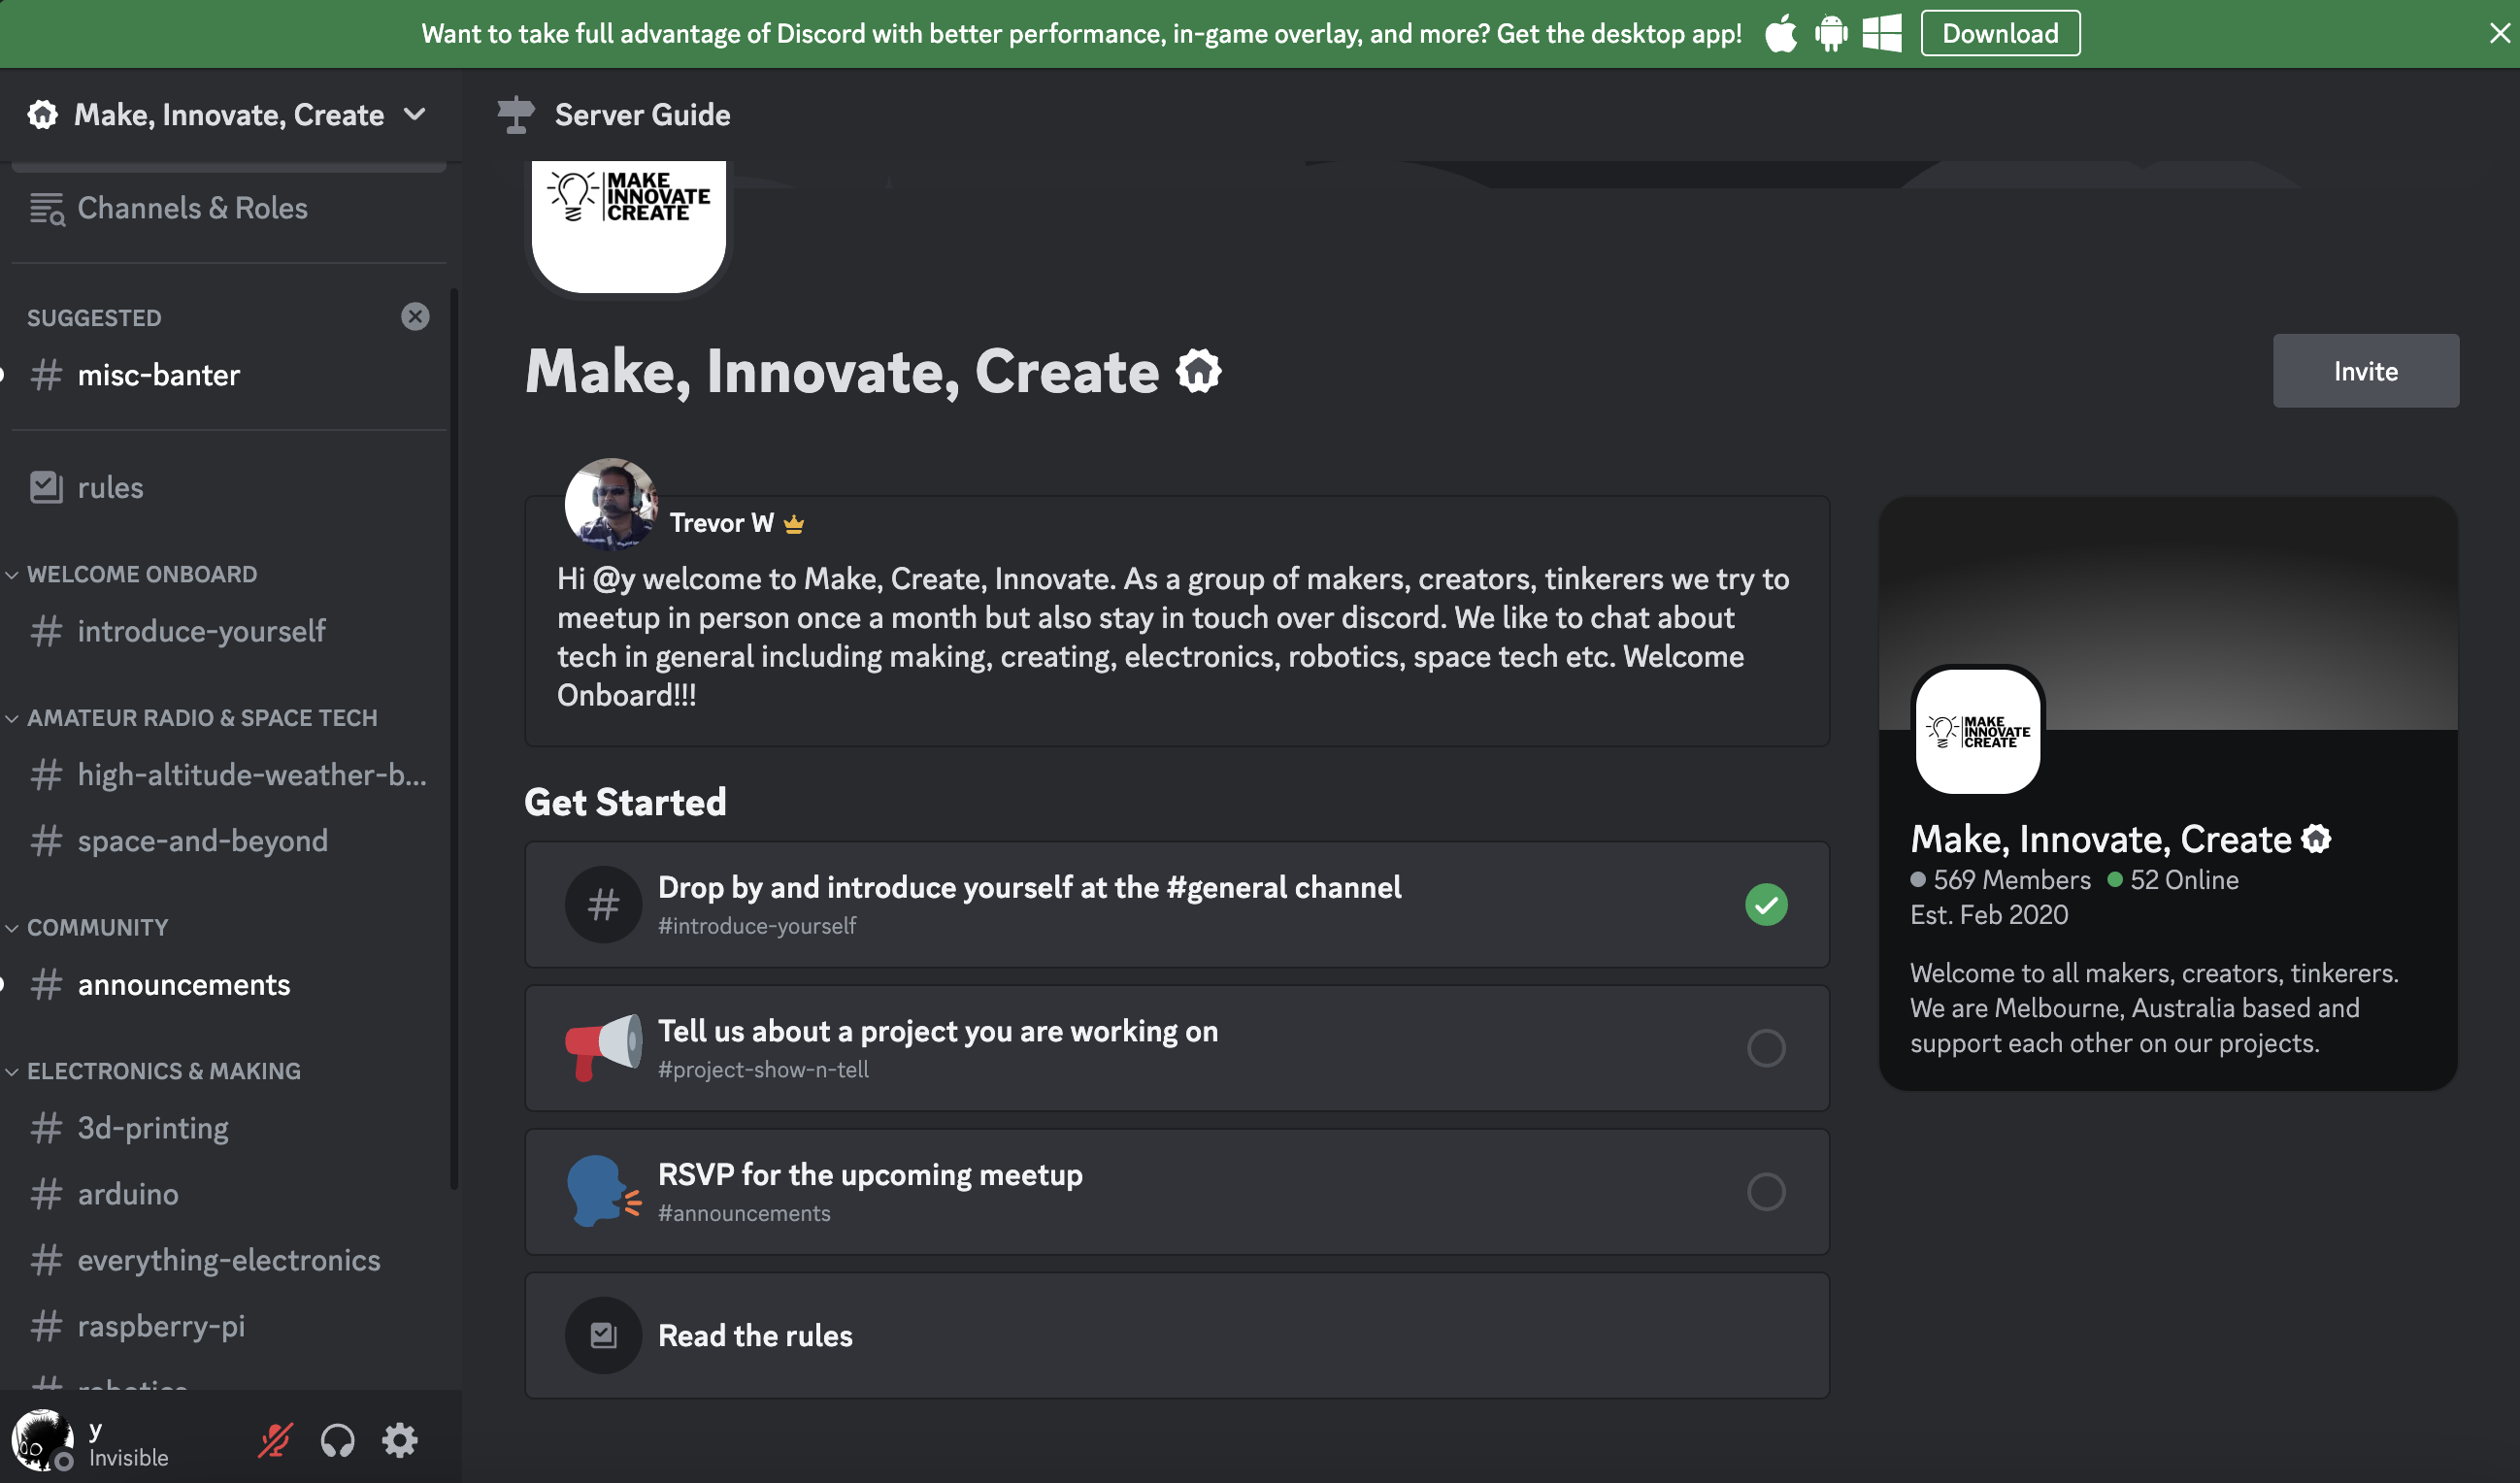 Want to take full advantage of Discord with better performance, in-game overlay, and more? Get the desktop app!
Download
Make, Innovate, Create
Server Guide
Channels & Roles
SUGGESTED
misc-banter
rules
WELCOME ONBOARD
introduce-yourself
AMATEUR RADIO & SPACE TECH
high-altitude-weather-b...
space-and-beyond
COMMUNITY
announcements
ELECTRONICS & MAKING
3d-printing
arduino
everything-electronics
raspberry-pi
y
Invisible
MAKE
INNOVATE
CREATE
Make, Innovate, Create
Invite
Trevor W
Hi @y welcome to Make, Create, Innovate. As a group of makers, creators, tinkerers we try to
meetup in person once a month but also stay in touch over discord. We like to chat about
tech in general including making, creating, electronics, robotics, space tech etc. Welcome
Onboard!!!
Get Started
Drop by and introduce yourself at the #general channel
#introduce-yourself
Tell us about a project you are working on
#project-show-n-tell
RSVP for the upcoming meetup
#announcements
Read the rules
MAKE
INNOVATE
CREATE
Make, Innovate, Create
569 Members 52 Online
Est. Feb 2020
Welcome to all makers, creators, tinkerers.
We are Melbourne, Australia based and
support each other on our projects.